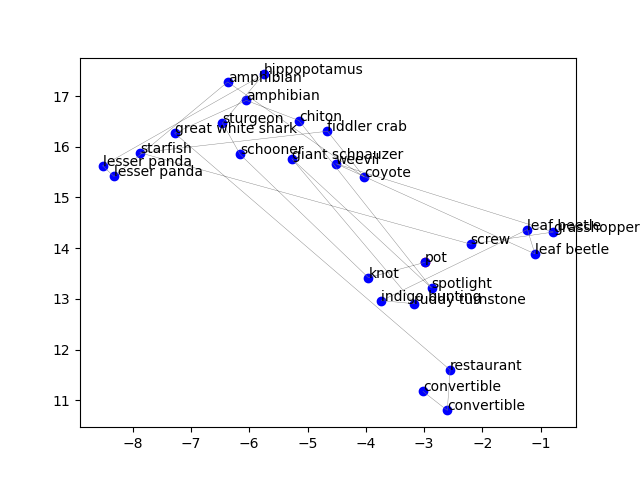 hippopotamus
amphibian
amphibian
17
sturgeon
chiton
great white shark
fiddler crab
16
starfish
schooner
giant schnauzer
weevil
lesser panda
lesser panda
coyote
15
leaf beetle
grasshopper
screw
leaf beetle
14
pot
knot
spotlight
indigo bunting
ruddy turnstone
13
12
restaurant
convertible
11
convertible
−8 −7 −6 −5 −4 −3 −2 −1